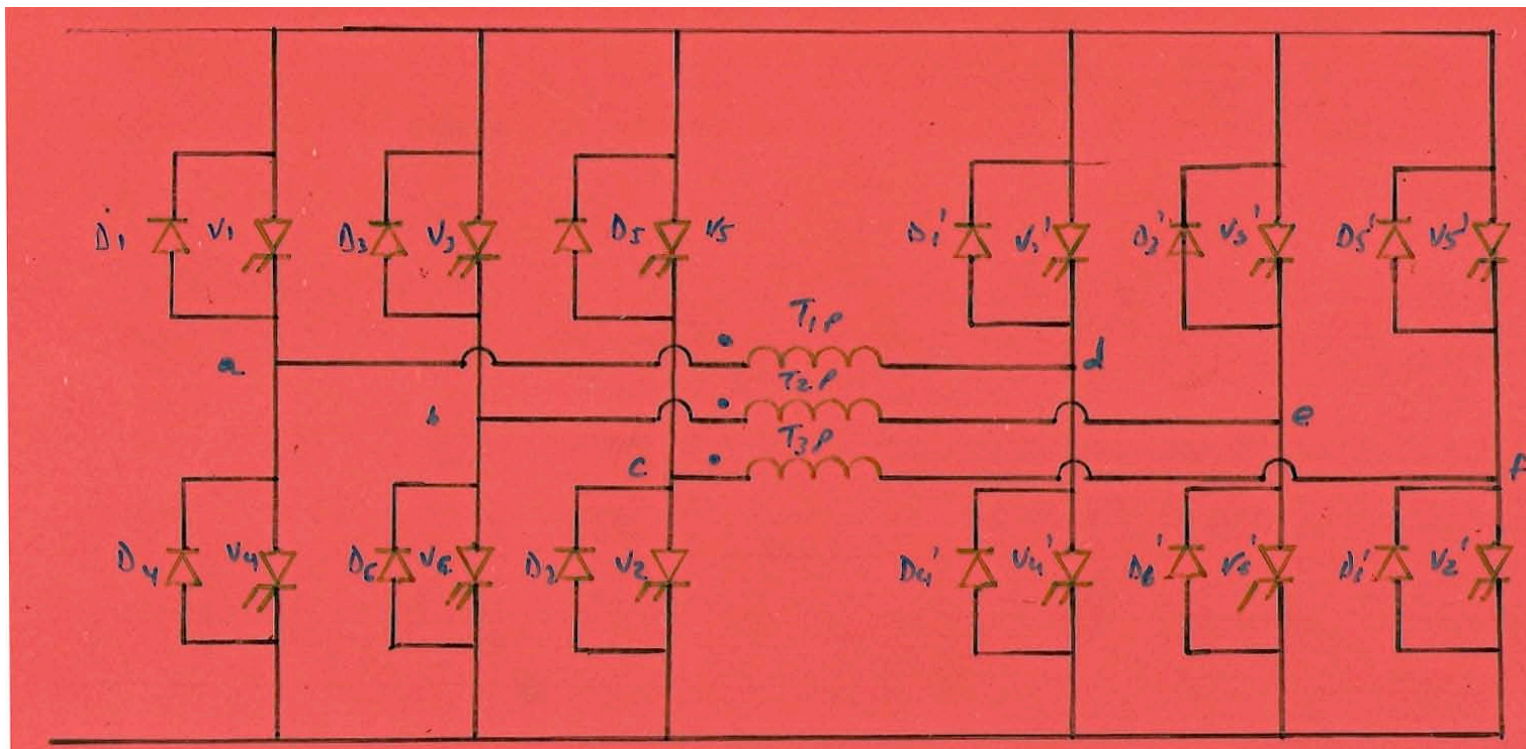 D1 V1 D3 V3 D5 V5 D1' V1' D3' V3' D5' V5'
T1P
a d
T2P
b e
T3P
c f
D4 V4 D6 V6 D2 V2 D4' V4' D6' V6' V2'